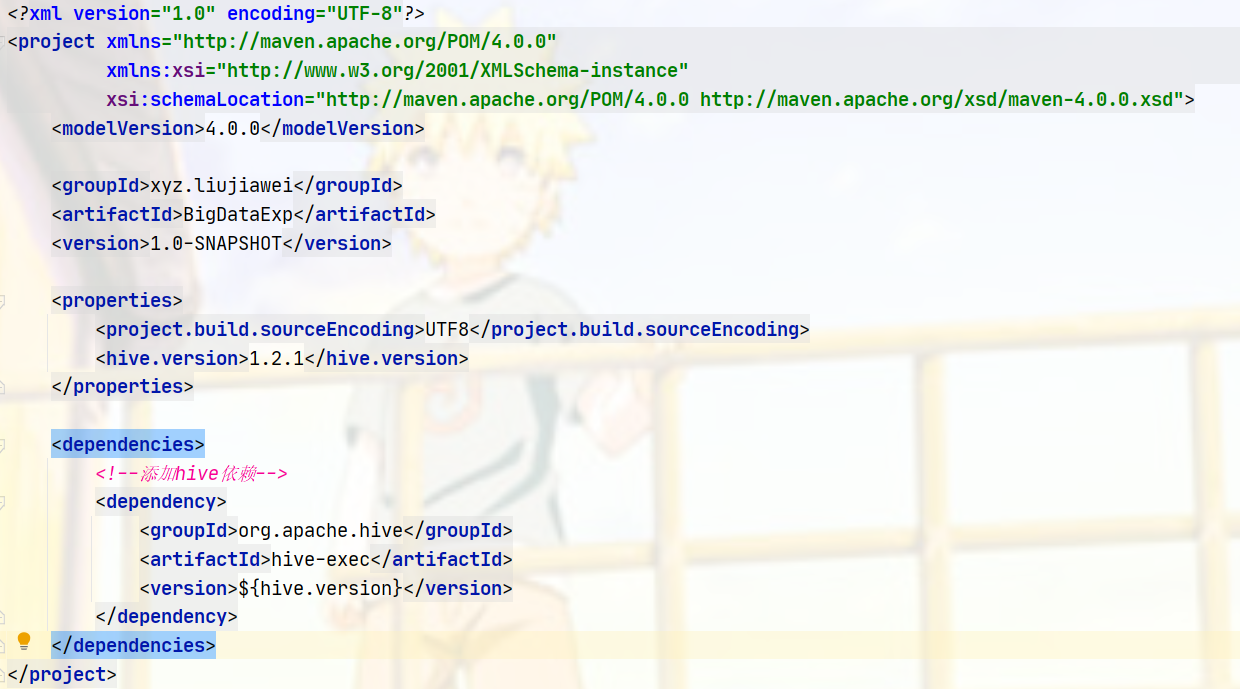 <?xml version="1.0" encoding="UTF-8"?>
<project xmlns="http://maven.apache.org/POM/4.0.0"
         xmlns:xsi="http://www.w3.org/2001/XMLSchema-instance"
         xsi:schemaLocation="http://maven.apache.org/POM/4.0.0 http://maven.apache.org/xsd/maven-4.0.0.xsd">
    <modelVersion>4.0.0</modelVersion>

    <groupId>xyz.liujiawei</groupId>
    <artifactId>BigDataExp</artifactId>
    <version>1.0-SNAPSHOT</version>

    <properties>
        <project.build.sourceEncoding>UTF8</project.build.sourceEncoding>
        <hive.version>1.2.1</hive.version>
    </properties>

    <dependencies>
        <!--添加hive依赖-->
        <dependency>
            <groupId>org.apache.hive</groupId>
            <artifactId>hive-exec</artifactId>
            <version>${hive.version}</version>
        </dependency>
    </dependencies>
</project>